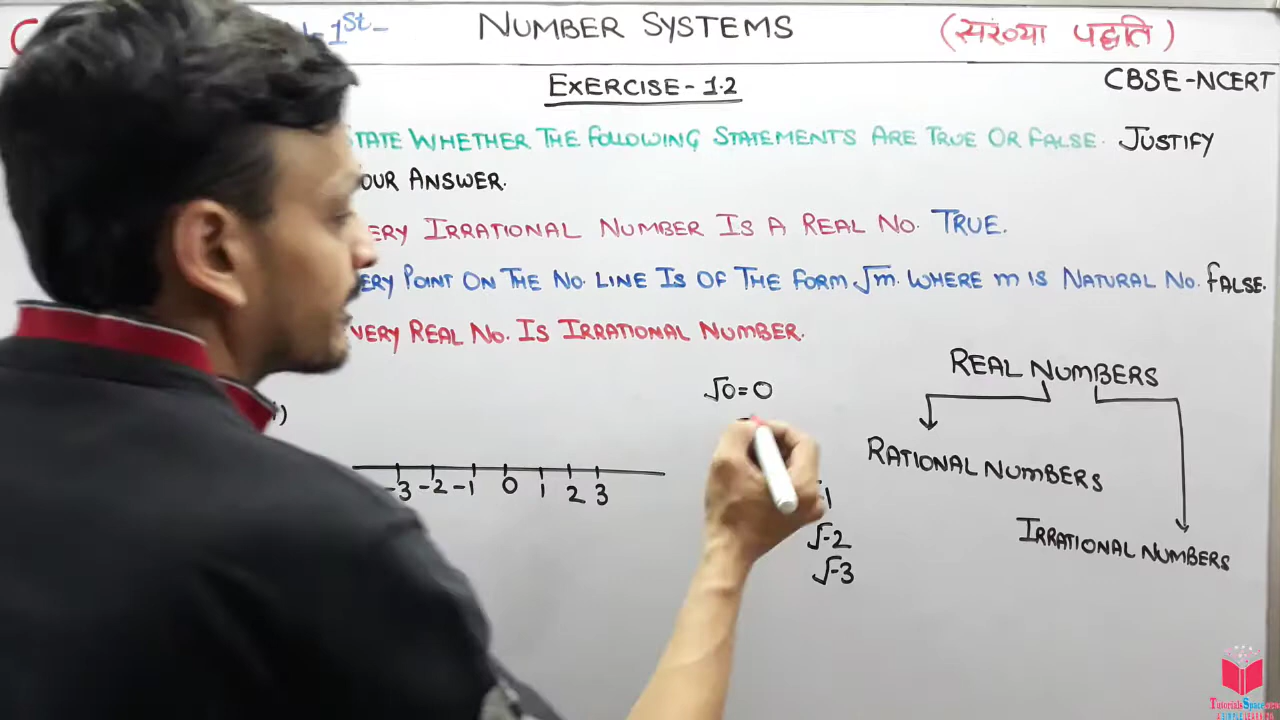 1St-
NUMBER SYSTEMS
(संख्या पद्धति)
EXERCISE-1.2
CBSE-NCERT
TATE WHETHER THE FOLLOWING STATEMENTS ARE TRUE OR FALSE. JUSTIFY
OUR ANSWER.
ERY IRRATIONAL NUMBER IS A REAL NO. TRUE.
ERY POINT ON THE NO. LINE IS OF THE FORM √m. WHERE m IS NATURAL NO. FALSE.
VERY REAL NO. IS IRRATIONAL NUMBER.
REAL NUMBERS
√0=0
RATIONAL NUMBERS
-3 -2 -1 0 1 2 3
√-2
IRRATIONAL NUMBERS
√-3
TutorialsSpace.com